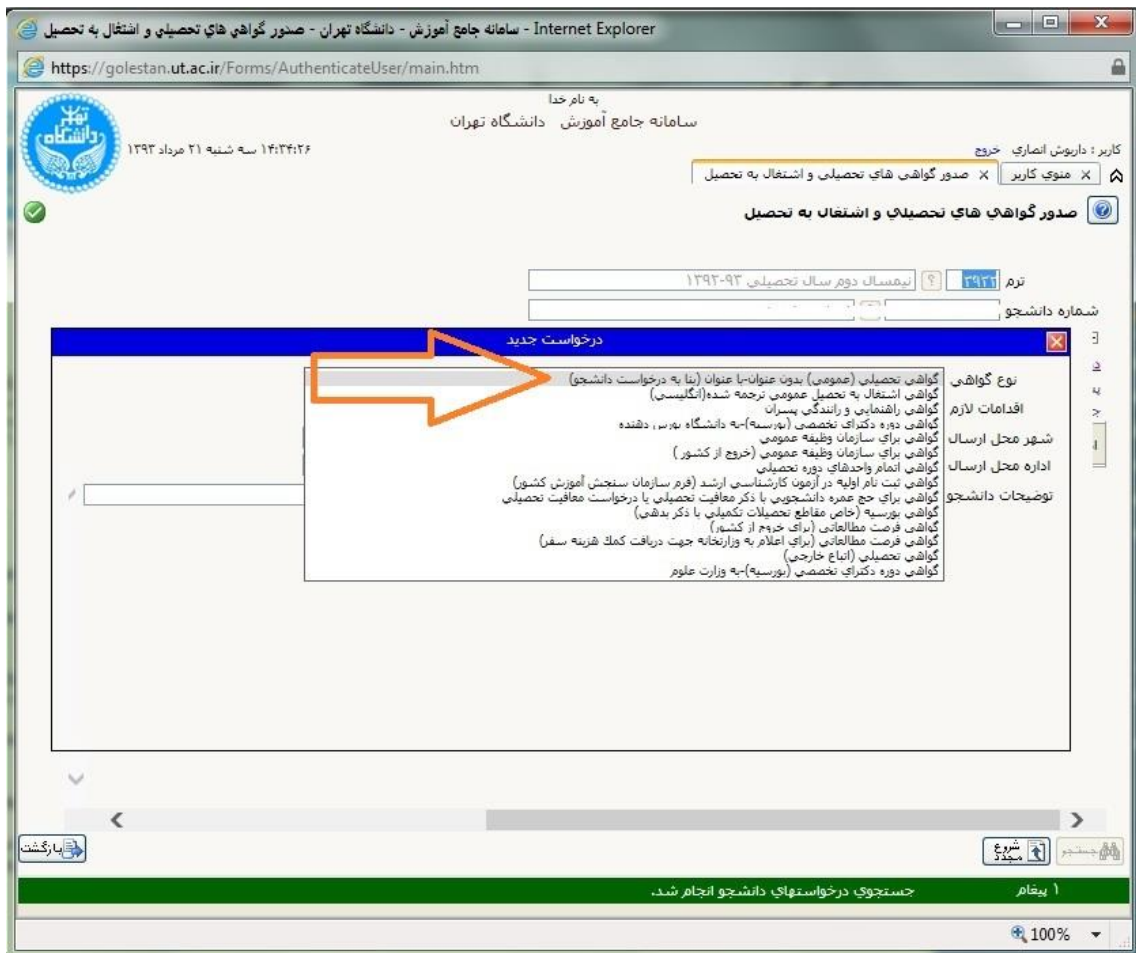 سامانه جامع آموزش - دانشگاه تهران - صدور گواهي هاي تحصيلي و اشتغال به تحصيل - Internet Explorer
https://golestan.ut.ac.ir/Forms/AuthenticateUser/main.htm
به نام خدا
سامانه جامع آموزش دانشگاه تهران
دانشگاه تهران
کاربر : داریوش انصاري خروج
۱۴:۳۴:۲۶ سه شنبه ۲۱ مرداد ۱۳۹۳
منوي کاربر X
صدور گواهی هاي تحصيلی و اشتغال به تحصيل X
صدور گواهي هاي تحصيلي و اشتغال به تحصيل
ترم ۳۹۲۲ ؟ نیمسال دوم سال تحصیلی ۹۳-۱۳۹۲
شماره دانشجو
درخواست جدید
نوع گواهي
گواهي تحصيلي (عمومي) بدون عنوان-با عنوان (بنا به درخواست دانشجو)
گواهي اشتغال به تحصيل عمومي ترجمه شده(انگليسي)
گواهي راهنمايي و رانندگي پسران
گواهي دوره دكتراي تخصصي (بورسيه)-به دانشگاه بورس دهنده
گواهي براي سازمان وظيفه عمومي
گواهي براي سازمان وظيفه عمومي (خروج از كشور )
گواهي اتمام واحدهاي دوره تحصيلي
گواهي ثبت نام اوليه در آزمون كارشناسي ارشد (فرم سازمان سنجش آموزش كشور)
گواهي براي حج عمره دانشجويي با ذكر معافيت تحصيلي يا درخواست معافيت تحصيلي
گواهي بورسيه (خاص مقاطع تحصيلات تكميلي با ذكر بدهي)
گواهي فرصت مطالعاتي (براي خروج از كشور)
گواهي فرصت مطالعاتي (براي اعلام به وزارتخانه جهت دريافت كمك هزينه سفر)
گواهي تحصيلي (اتباع خارجي)
گواهي دوره دكتراي تخصصي (بورسيه)-به وزارت علوم
اقدامات لازم
شهر محل ارسال
اداره محل ارسال
توضيحات دانشجو
جستجو
شروع مجدد
بازگشت
۱ پیغام جستجوي درخواستهاي دانشجو انجام شد.
100%